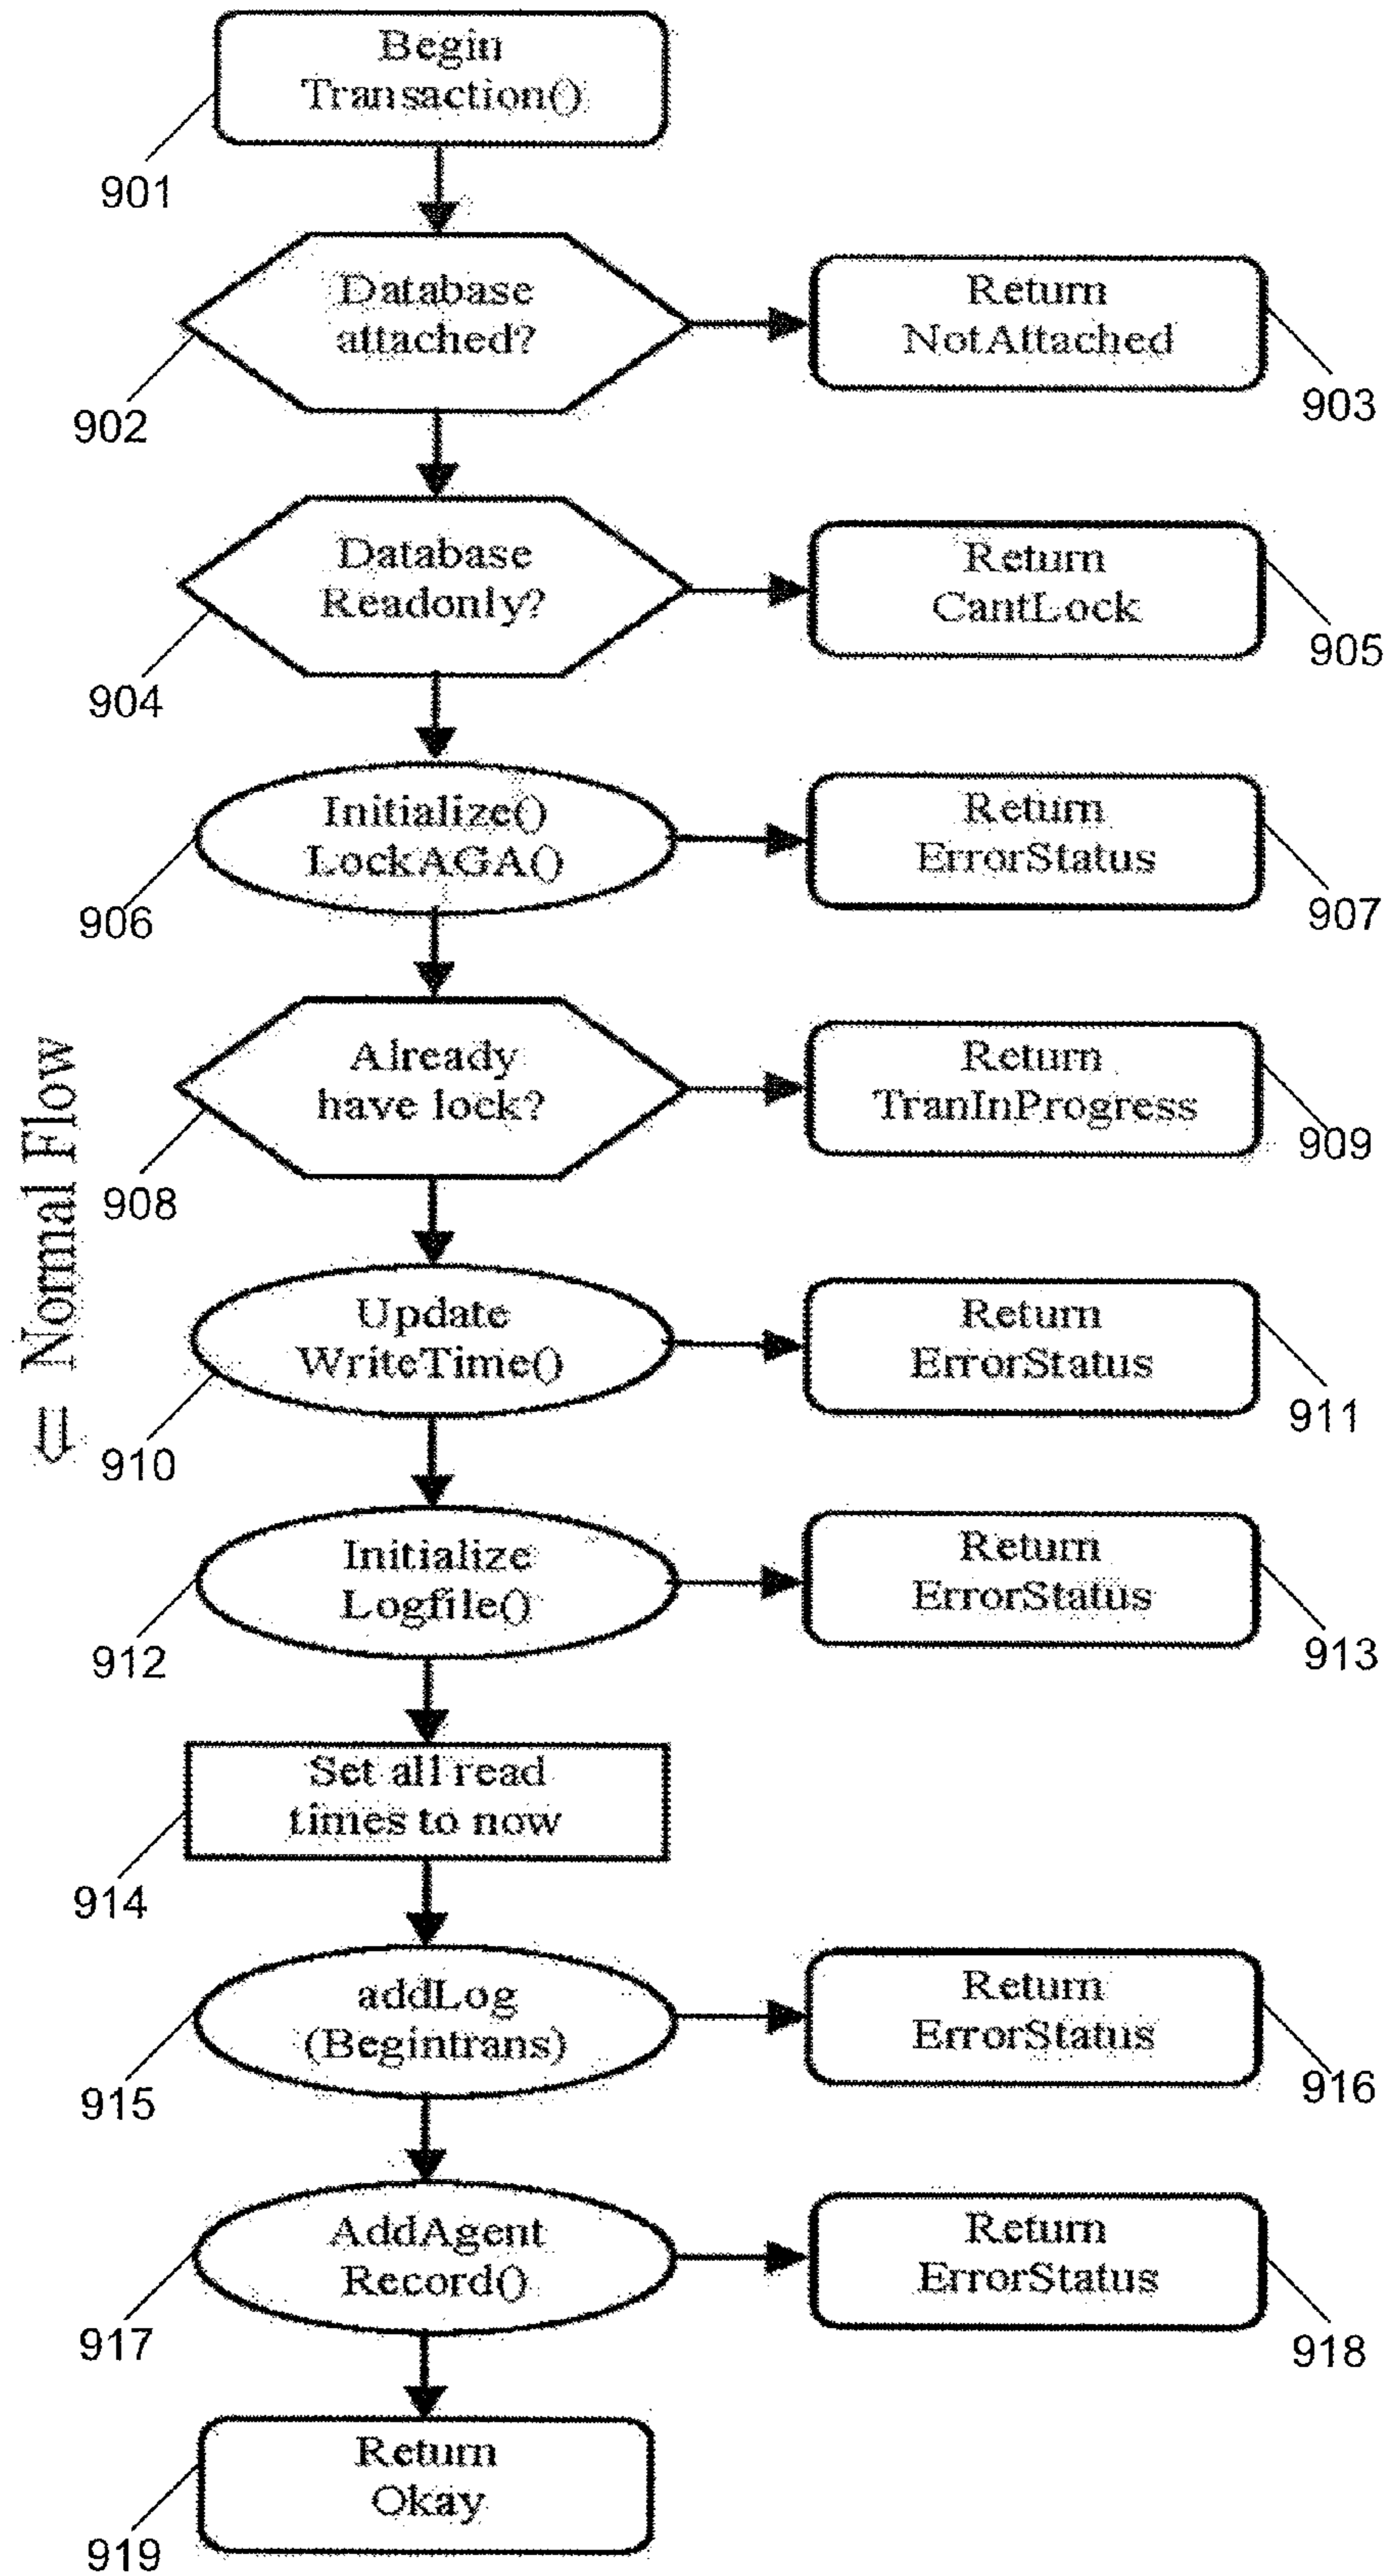 Begin
Transaction()
901
Database
attached?
902
Return
NotAttached
903
Database
Readonly?
904
Return
CantLock
905
Initialize()
LockAGA()
906
Return
ErrorStatus
907
Already
have lock?
908
Return
TranInProgress
909
⇐ Normal Flow
Update
WriteTime()
910
Return
ErrorStatus
911
Initialize
Logfile()
912
Return
ErrorStatus
913
Set all read
times to now
914
addLog
(Begintrans)
915
Return
ErrorStatus
916
AddAgent
Record()
917
Return
ErrorStatus
918
Return
Okay
919